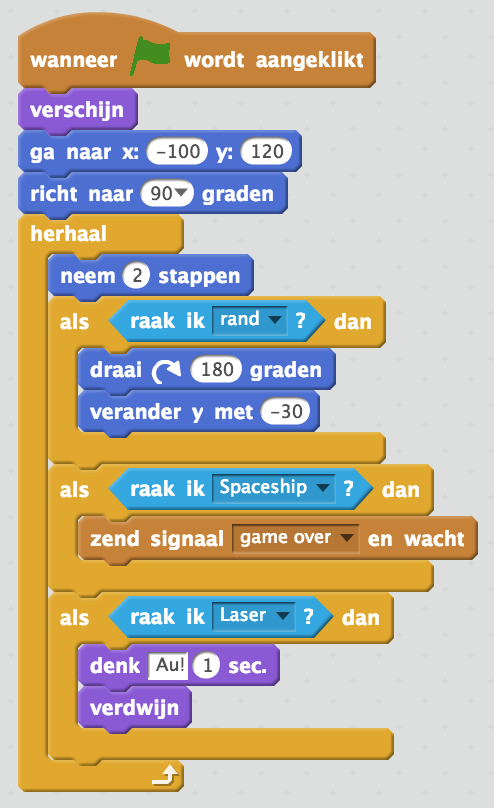 wanneer wordt aangeklikt
verschijn
ga naar x: -100 y: 120
richt naar 90 graden
herhaal
neem 2 stappen
als raak ik rand ? dan
draai 180 graden
verander y met -30
als raak ik Spaceship ? dan
zend signaal game over en wacht
als raak ik Laser ? dan
denk Au! 1 sec.
verdwijn